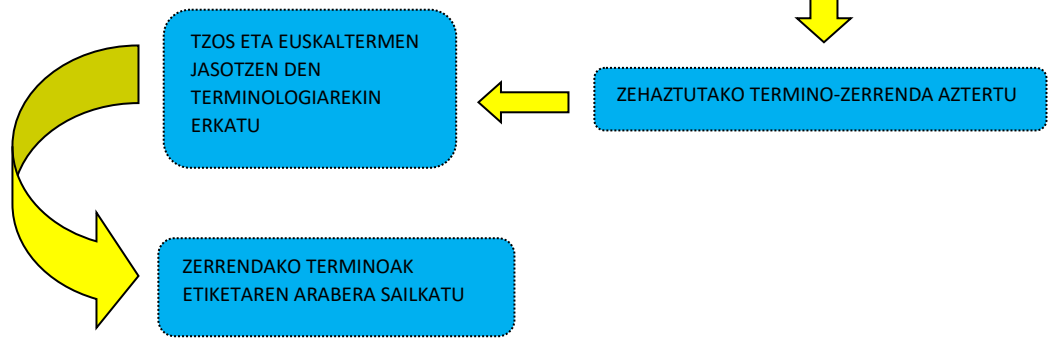 ZEHAZTUTAKO TERMINO-ZERRENDA AZTERTU
TZOS ETA EUSKALTERMEN
JASOTZEN DEN
TERMINOLOGIAREKIN
ERKATU
ZERRENDAKO TERMINOAK
ETIKETAREN ARABERA SAILKATU